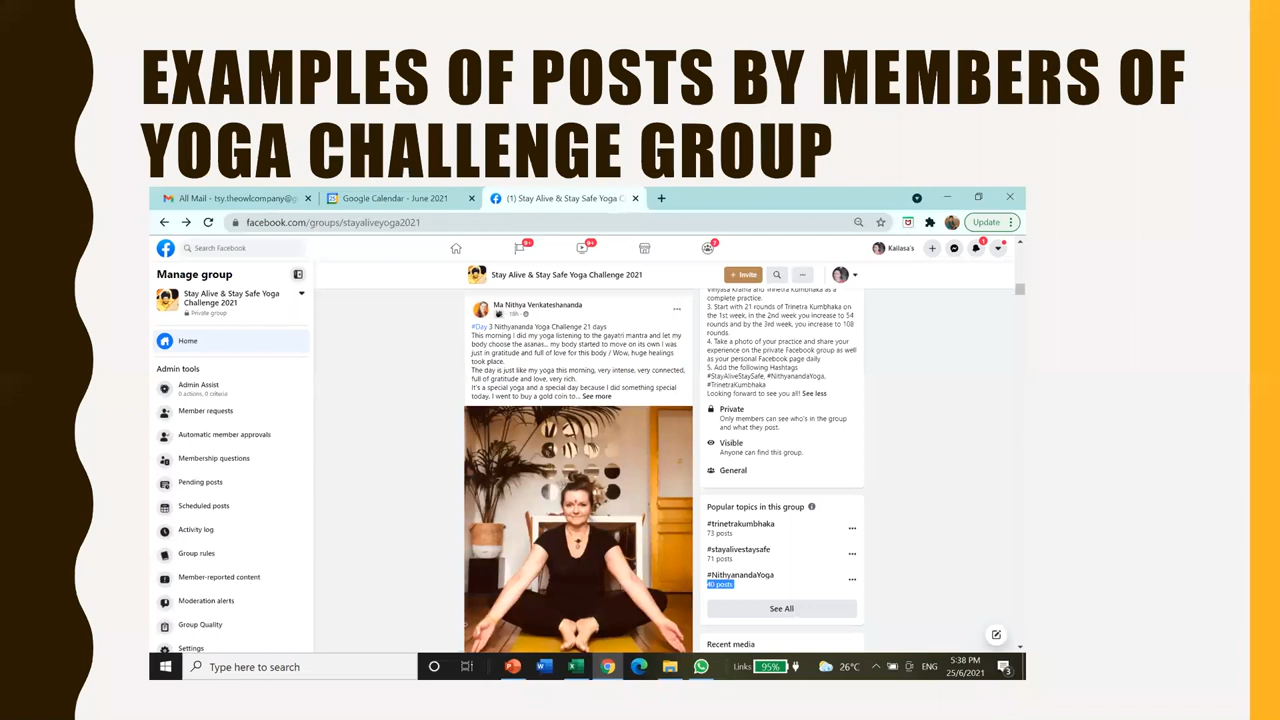 EXAMPLES OF POSTS BY MEMBERS OF
YOGA CHALLENGE GROUP
All Mail - tsy.theowlcompany@g
Google Calendar - June 2021
(1) Stay Alive & Stay Safe Yoga C
facebook.com/groups/stayaliveyoga2021
Update
Search Facebook
9+
9+
7
Kailasa's
1
Manage group
Stay Alive & Stay Safe Yoga
Challenge 2021
Private group
Home
Admin tools
Admin Assist
0 actions, 0 criteria
Member requests
Automatic member approvals
Membership questions
Pending posts
Scheduled posts
Activity log
Group rules
Member-reported content
Moderation alerts
Group Quality
Settings
Stay Alive & Stay Safe Yoga Challenge 2021
+ Invite
Ma Nithya Venkateshananda
18h
#Day 3 Nithyananda Yoga Challenge 21 days
This morning I did my yoga listening to the gayatri mantra and let my
body choose the asanas... my body started to move on its own I was
just in gratitude and full of love for this body / Wow, huge healings
took place.
The day is just like my yoga this morning, very intense, very connected,
full of gratitude and love, very rich.
It's a special yoga and a special day because I did something special
today. I went to buy a gold coin to... See more
Vinyasa Krama and Trinetra Kumbhaka as a
complete practice.
3. Start with 21 rounds of Trinetra Kumbhaka on
the 1st week, in the 2nd week you increase to 54
rounds and by the 3rd week, you increase to 108
rounds.
4. Take a photo of your practice and share your
experience on the private Facebook group as well
as your personal Facebook page daily
5. Add the following Hashtags
#StayAliveStaySafe, #NithyanandaYoga,
#TrinetraKumbhaka
Looking forward to see you all! See less
Private
Only members can see who's in the group
and what they post.
Visible
Anyone can find this group.
General
Popular topics in this group
#trinetrakumbhaka
73 posts
#stayalivestaysafe
71 posts
#NithyanandaYoga
40 posts
See All
Recent media
Type here to search
Links
95%
26°C
ENG
5:38 PM
25/6/2021
3